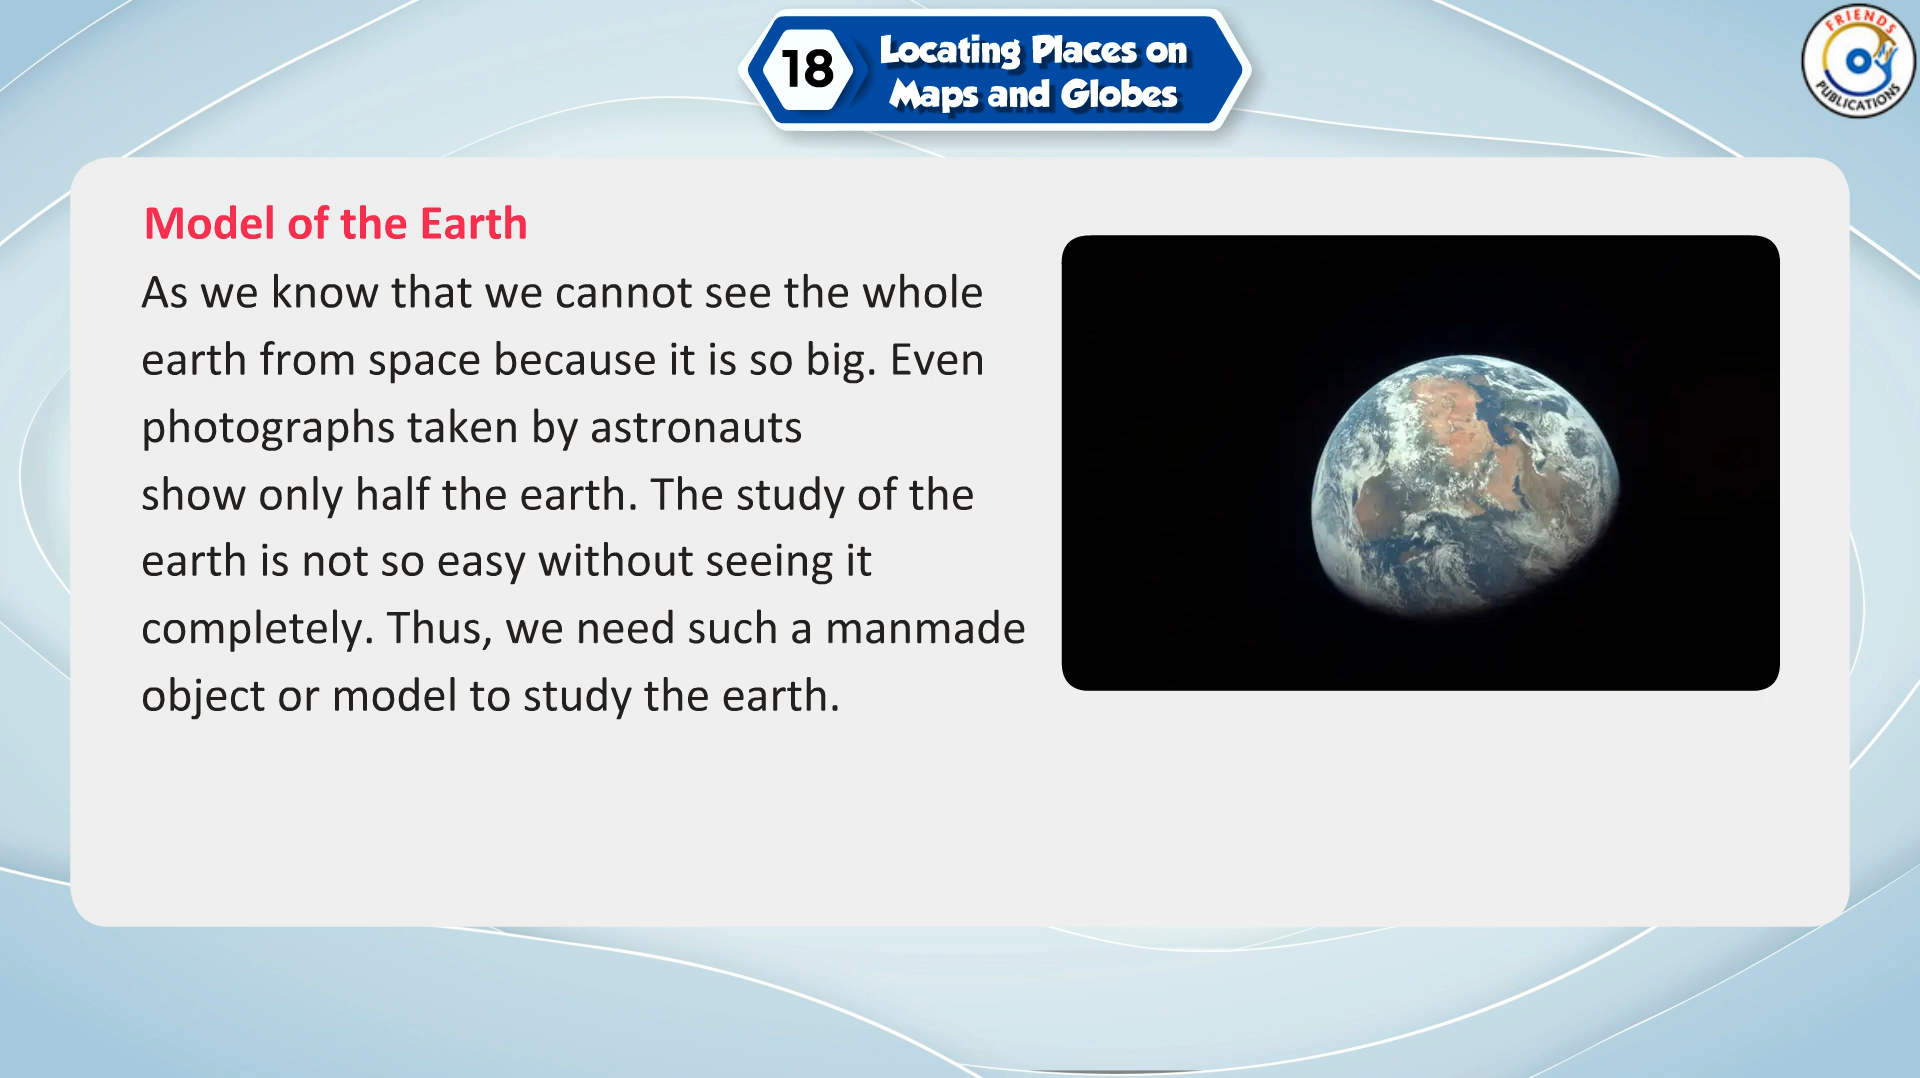 18
Locating Places on
Maps and Globes
FRIENDS
PUBLICATIONS
Model of the Earth
As we know that we cannot see the whole
earth from space because it is so big. Even
photographs taken by astronauts
show only half the earth. The study of the
earth is not so easy without seeing it
completely. Thus, we need such a manmade
object or model to study the earth.